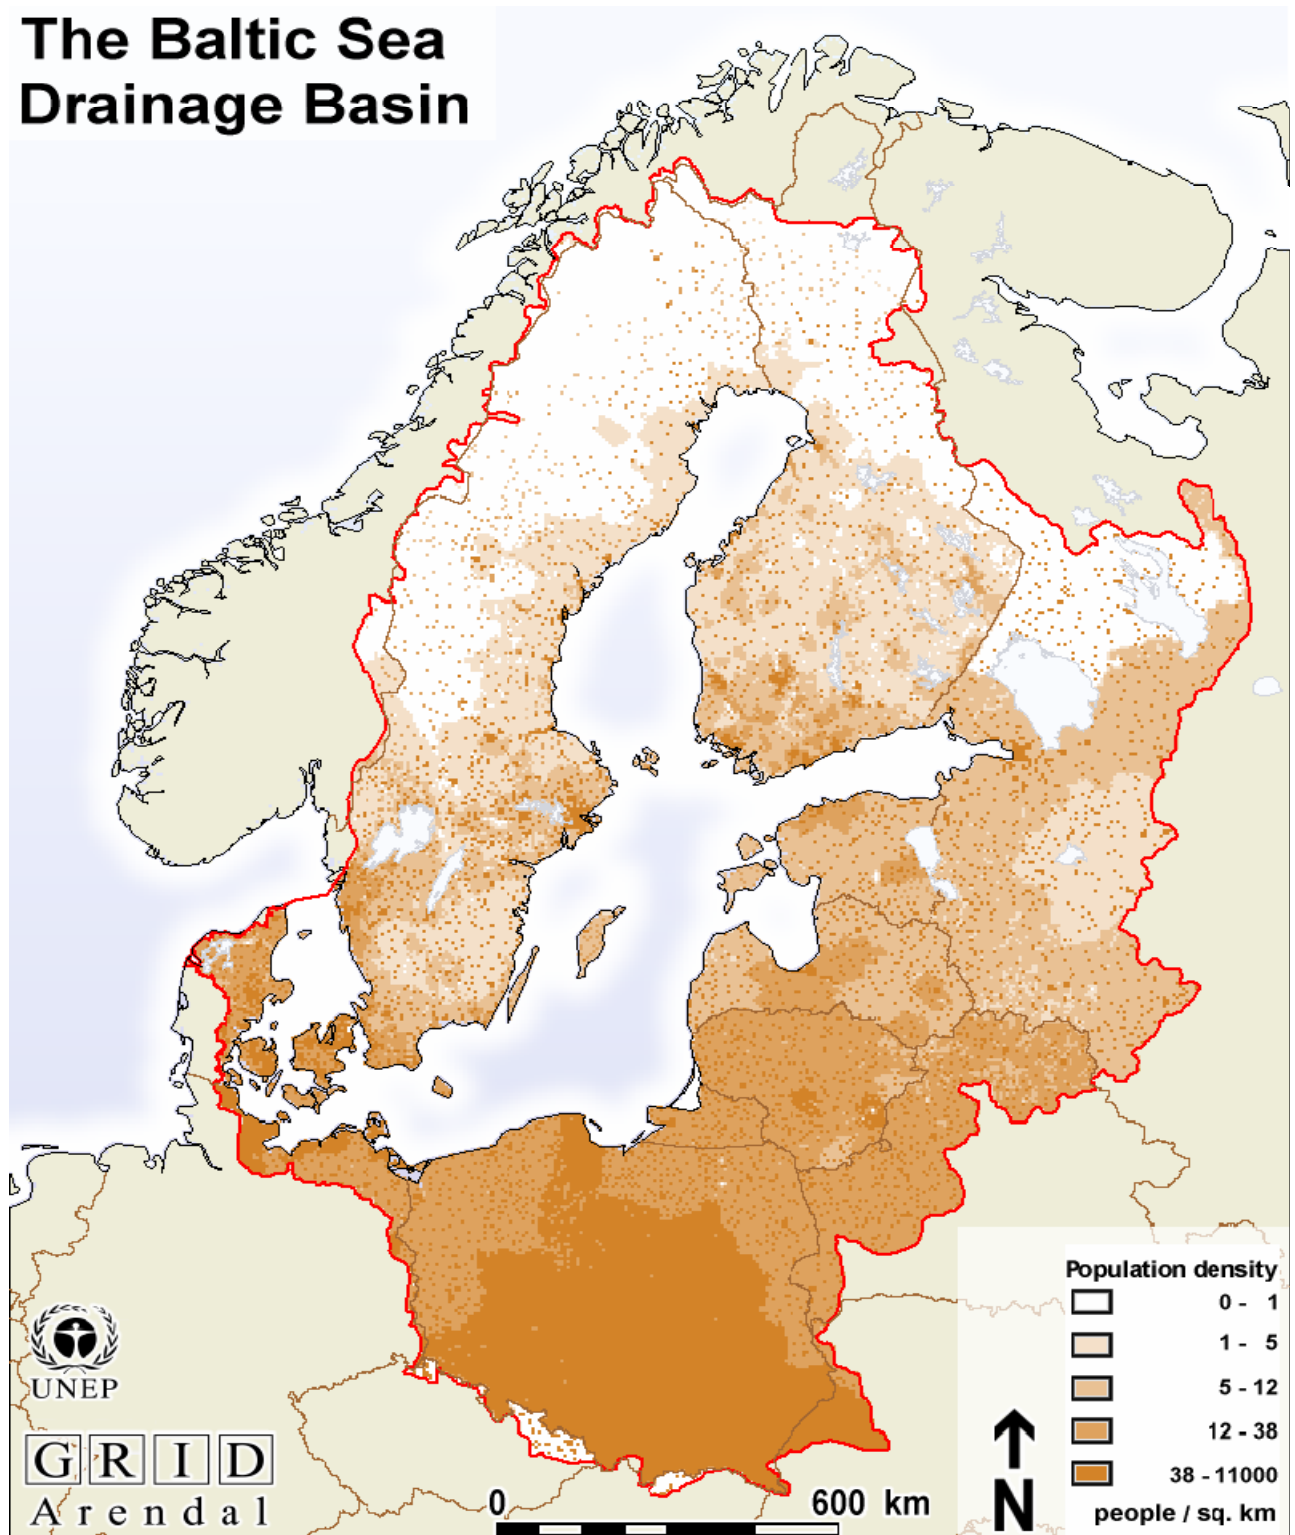 The Baltic Sea
Drainage Basin
Population density
0 - 1
1 - 5
5 - 12
12 - 38
38 - 11000
people / sq. km
UNEP
GRID
Arendal
N
0 600 km